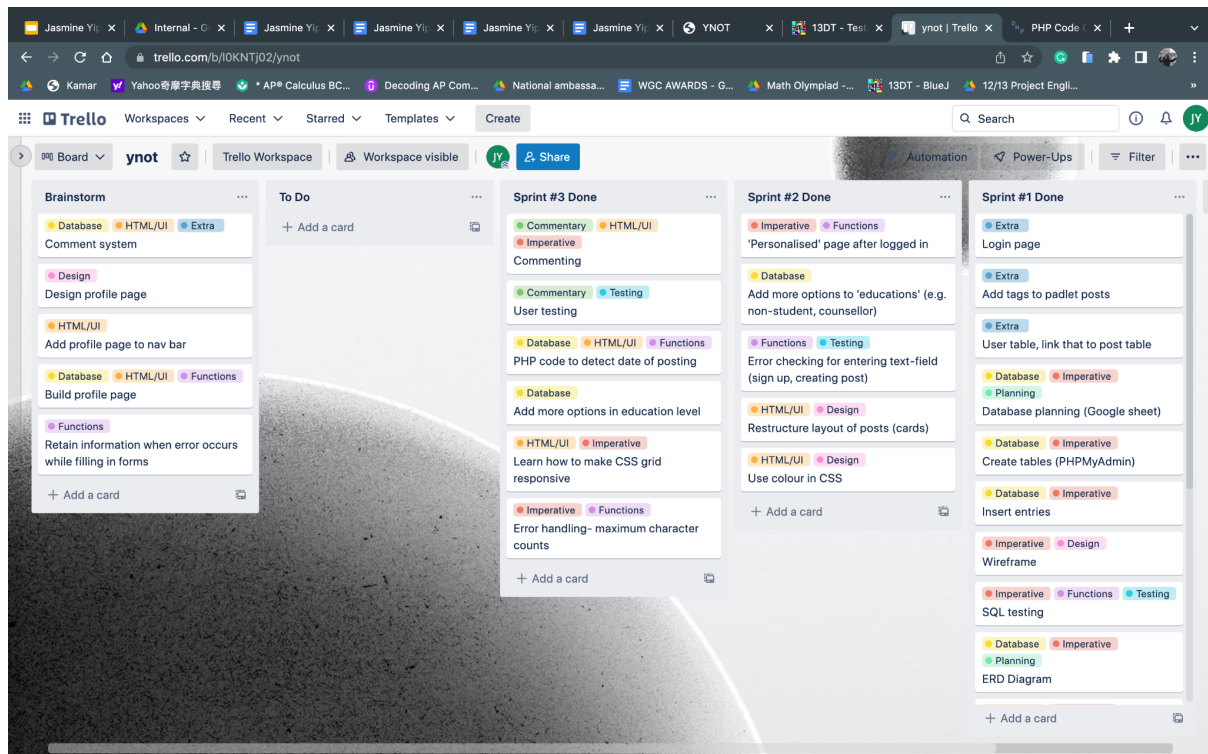 Jasmine Yip
Internal - G
Jasmine Yip
Jasmine Yip
Jasmine Yip
Jasmine Yip
YNOT
13DT - Test
ynot | Trello
PHP Code
trello.com/b/l0KNTj02/ynot
Kamar
Yahoo奇摩字典搜尋
* AP® Calculus BC...
Decoding AP Com...
National ambassa...
WGC AWARDS - G...
Math Olympiad -...
13DT - BlueJ
12/13 Project Engli...
»
Trello
Workspaces
Recent
Starred
Templates
Create
Search
JY
Board
ynot
Trello Workspace
Workspace visible
JY
Share
Automation
Power-Ups
Filter
Brainstorm
Database HTML/UI Extra
Comment system
Design
Design profile page
HTML/UI
Add profile page to nav bar
Database HTML/UI Functions
Build profile page
Functions
Retain information when error occurs
while filling in forms
+ Add a card
To Do
+ Add a card
Sprint #3 Done
Commentary HTML/UI
Imperative
Commenting
Commentary Testing
User testing
Database HTML/UI Functions
PHP code to detect date of posting
Database
Add more options in education level
HTML/UI Imperative
Learn how to make CSS grid
responsive
Imperative Functions
Error handling- maximum character
counts
+ Add a card
Sprint #2 Done
Imperative Functions
'Personalised' page after logged in
Database
Add more options to 'educations' (e.g.
non-student, counsellor)
Functions Testing
Error checking for entering text-field
(sign up, creating post)
HTML/UI Design
Restructure layout of posts (cards)
HTML/UI Design
Use colour in CSS
+ Add a card
Sprint #1 Done
Extra
Login page
Extra
Add tags to padlet posts
Extra
User table, link that to post table
Database Imperative
Planning
Database planning (Google sheet)
Database Imperative
Create tables (PHPMyAdmin)
Database Imperative
Insert entries
Imperative Design
Wireframe
Imperative Functions Testing
SQL testing
Database Imperative
Planning
ERD Diagram
+ Add a card